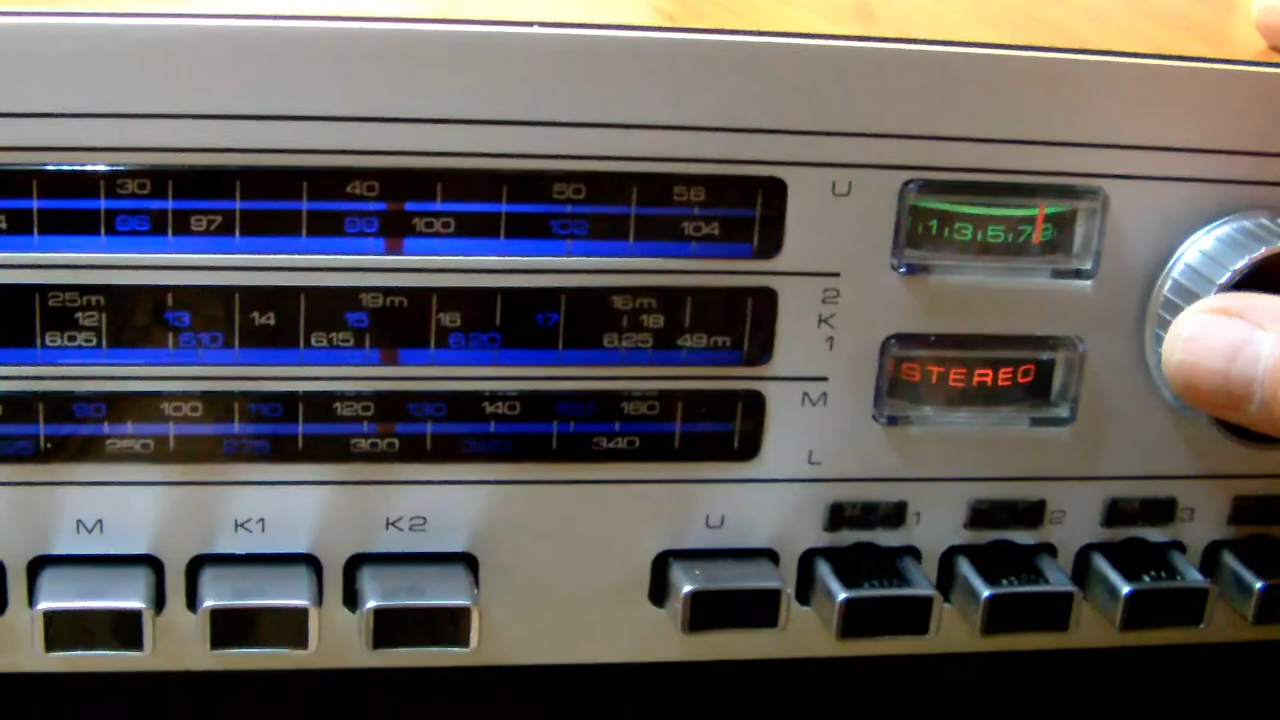 30 40 50 56 U
4 96 97 99 100 102 104
1 3 5 7 9
25m 19m 16m 2
12 13 14 15 16 17 18 K
6.05 6.10 6.15 6.20 6.25 49m 1
STEREO
90 100 110 120 130 140 150 160 M
250 275 300 320 340 L
M K1 K2 U 1 2 3